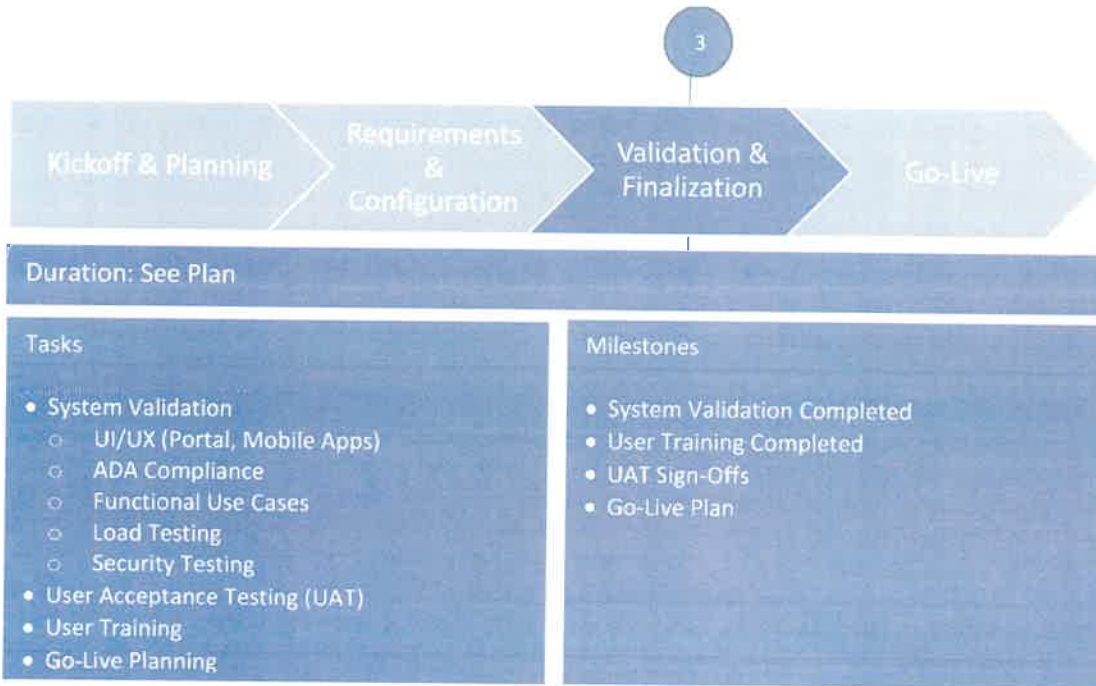 3
Kickoff & Planning
Requirements
&
Configuration
Validation &
Finalization
Go-Live
Duration: See Plan
Tasks
• System Validation
o UI/UX (Portal, Mobile Apps)
o ADA Compliance
o Functional Use Cases
o Load Testing
o Security Testing
• User Acceptance Testing (UAT)
• User Training
• Go-Live Planning
Milestones
• System Validation Completed
• User Training Completed
• UAT Sign-Offs
• Go-Live Plan